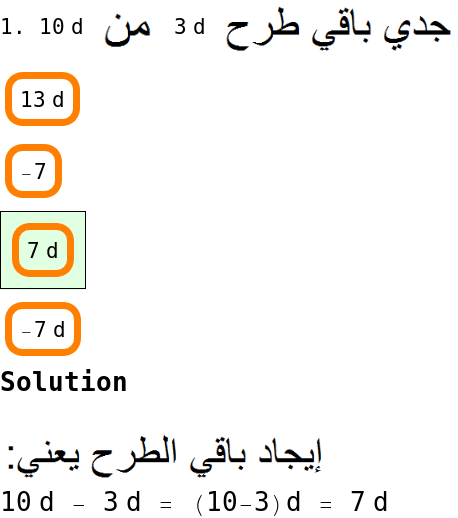 1. جدي باقي طرح 3 d من 10 d
13 d
−7
7 d
−7 d
Solution
إيجاد باقي الطرح يعني:
10 d − 3 d = (10−3) d = 7 d